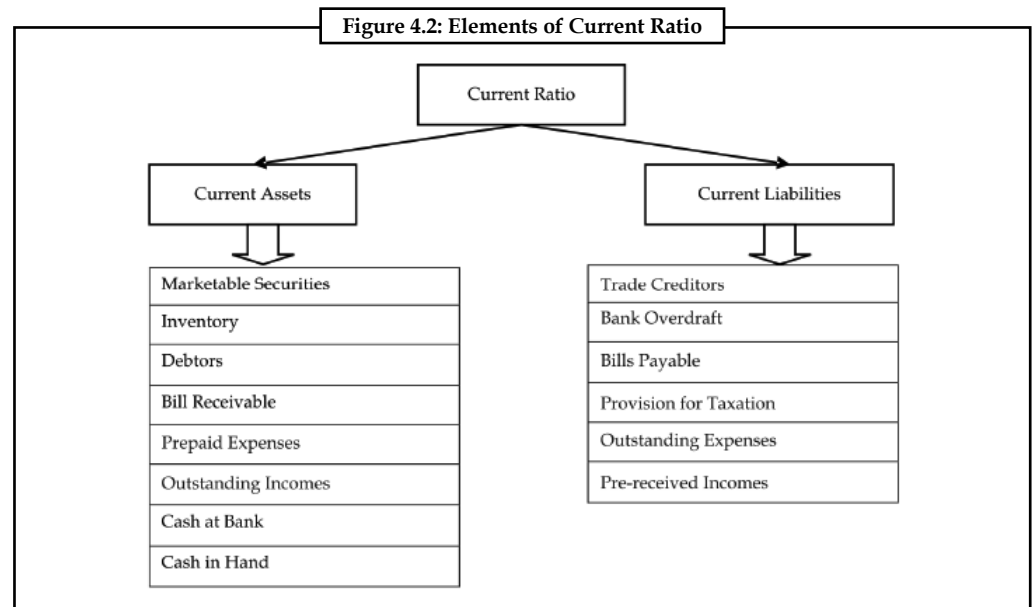 Figure 4.2: Elements of Current Ratio
Current Ratio
Current Assets
Current Liabilities
Marketable Securities
Inventory
Debtors
Bill Receivable
Prepaid Expenses
Outstanding Incomes
Cash at Bank
Cash in Hand
Trade Creditors
Bank Overdraft
Bills Payable
Provision for Taxation
Outstanding Expenses
Pre-received Incomes